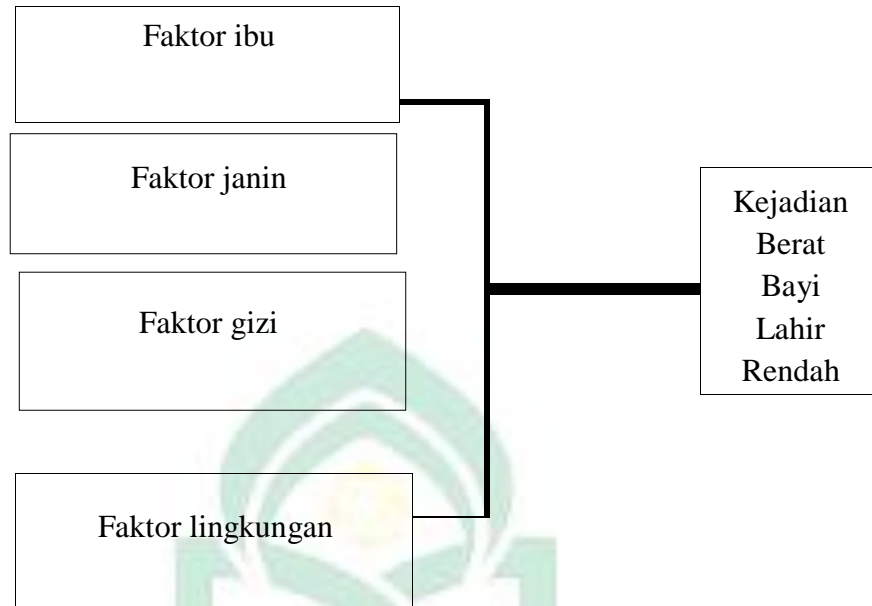 Faktor ibu
Faktor janin
Faktor gizi
Faktor lingkungan
Kejadian
Berat
Bayi
Lahir
Rendah